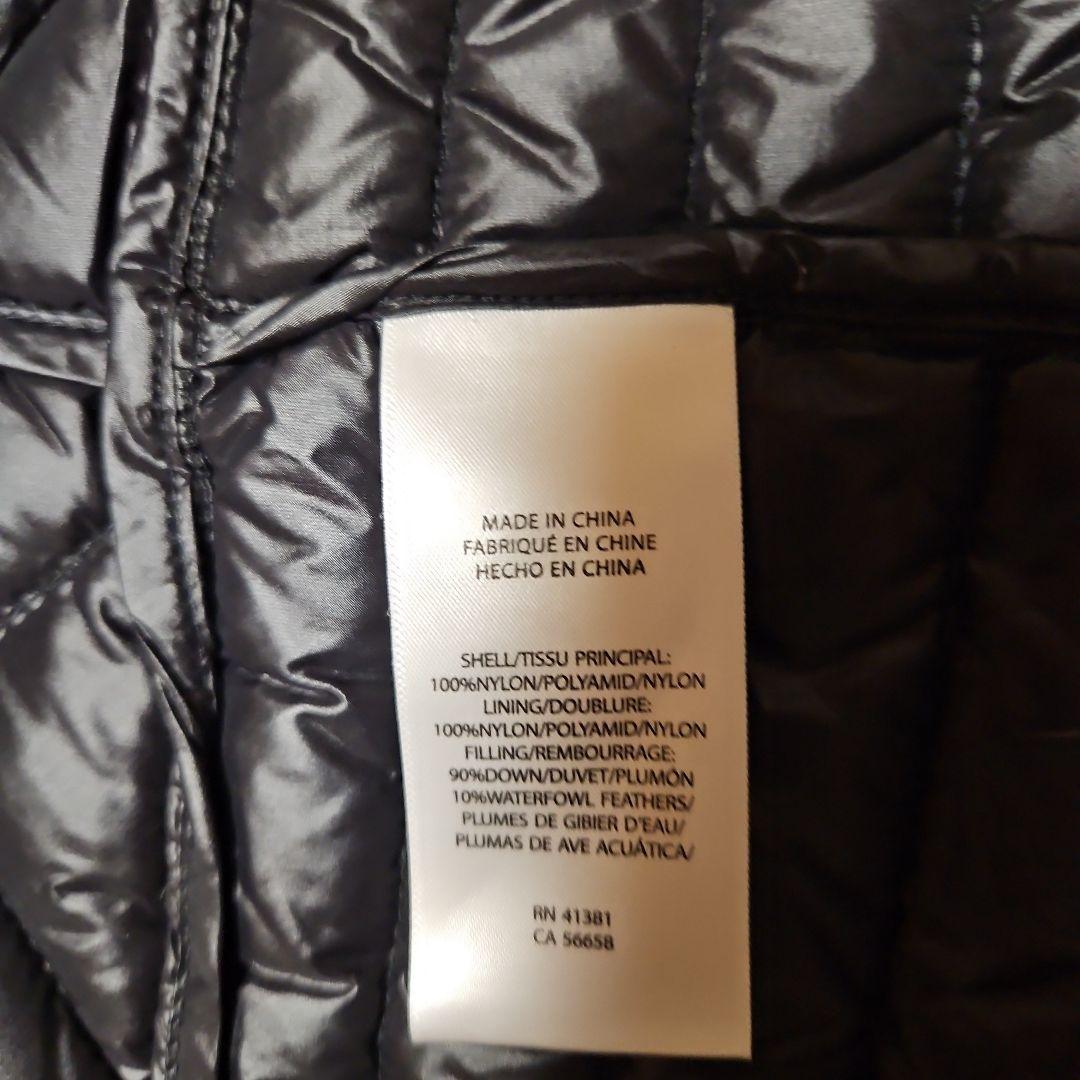 MADE IN CHINA
FABRIQUÉ EN CHINE
HECHO EN CHINA
SHELL/TISSU PRINCIPAL:
100%NYLON/POLYAMID/NYLON
LINING/DOUBLURE:
100%NYLON/POLYAMID/NYLON
FILLING/REMBOURRAGE:
90%DOWN/DUVET/PLUMÓN
10%WATERFOWL FEATHERS/
PLUMES DE GIBIER D'EAU/
PLUMAS DE AVE ACUÁTICA/
RN 41381
CA 56658